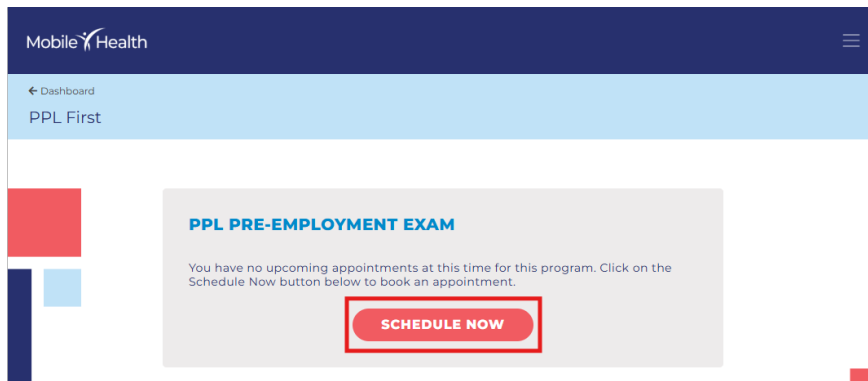 Mobile Health
← Dashboard
PPL First
PPL PRE-EMPLOYMENT EXAM
You have no upcoming appointments at this time for this program. Click on the
Schedule Now button below to book an appointment.
SCHEDULE NOW